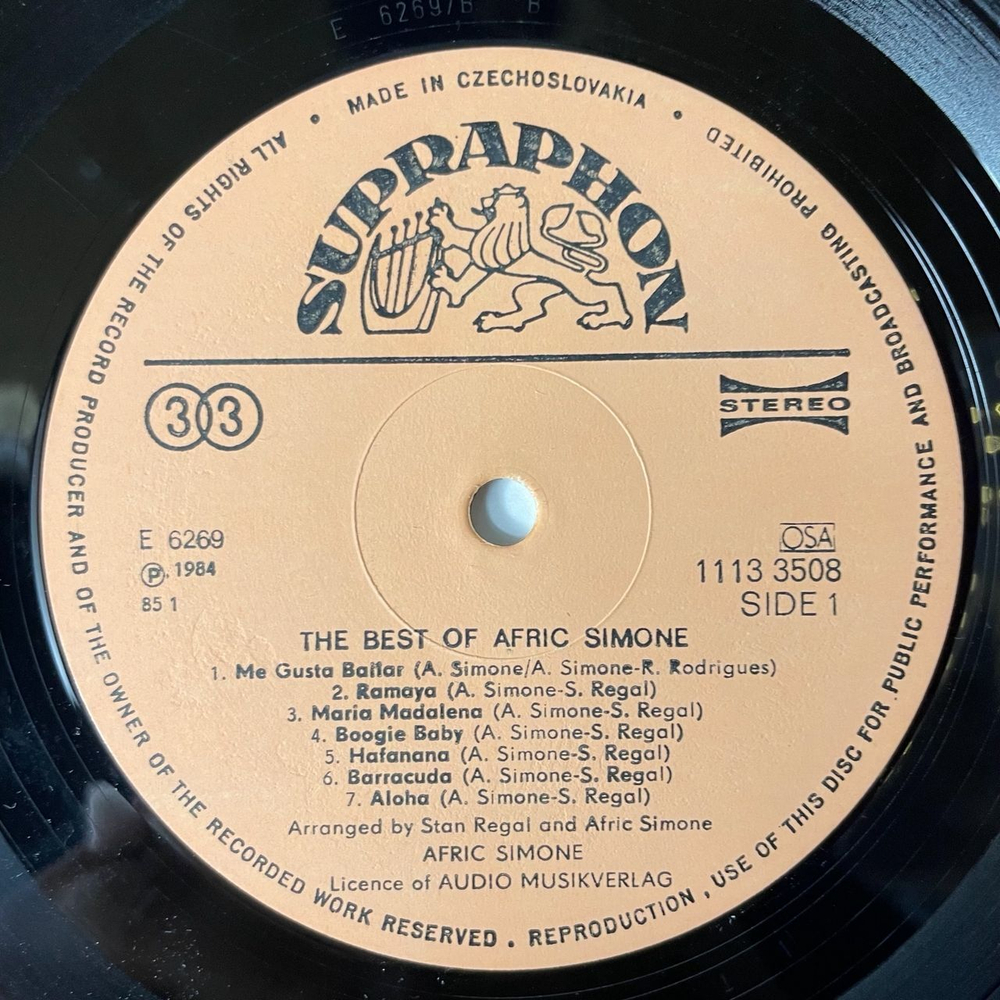 E 6269/B B
MADE IN CZECHOSLOVAKIA
SUPRAPHON
33
STEREO
E 6269
Ⓟ 1984
85 1
OSA
1113 3508
SIDE 1
THE BEST OF AFRIC SIMONE
1. Me Gusta Bailar (A. Simone/A. Simone-R. Rodrigues)
2. Ramaya (A. Simone-S. Regal)
3. Maria Madalena (A. Simone-S. Regal)
4. Boogie Baby (A. Simone-S. Regal)
5. Hafanana (A. Simone-S. Regal)
6. Barracuda (A. Simone-S. Regal)
7. Aloha (A. Simone-S. Regal)
Arranged by Stan Regal and Afric Simone
AFRIC SIMONE
Licence of AUDIO MUSIKVERLAG
ALL RIGHTS OF THE RECORD PRODUCER AND OF THE OWNER OF THE RECORDED WORK RESERVED . REPRODUCTION , USE OF THIS DISC FOR PUBLIC PERFORMANCE AND BROADCASTING PROHIBITED